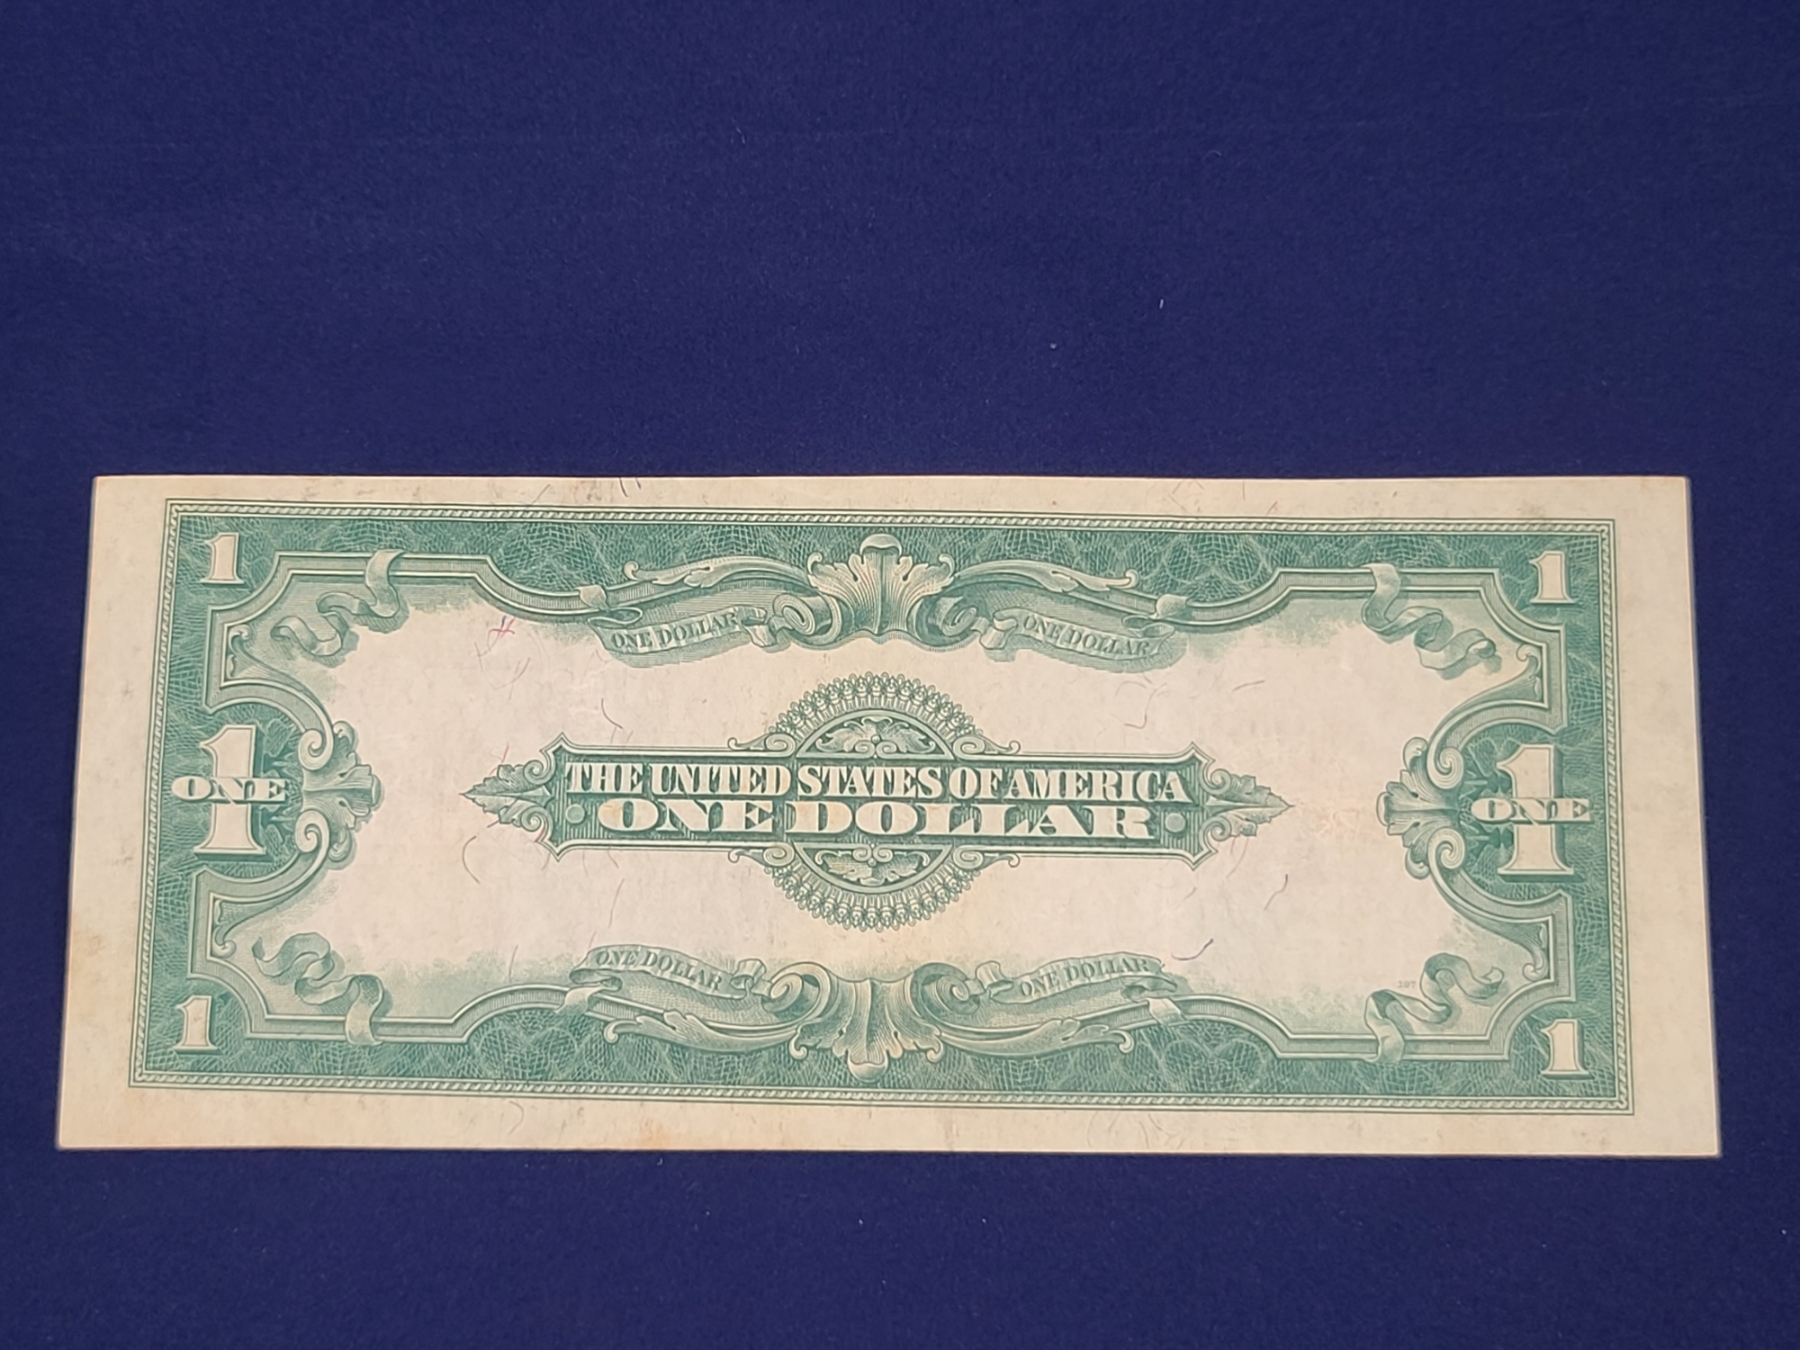 1 1
ONE DOLLAR ONE DOLLAR
THE UNITED STATES OF AMERICA
1 ONE ONE DOLLAR 1 ONE
ONE DOLLAR ONE DOLLAR
1 1